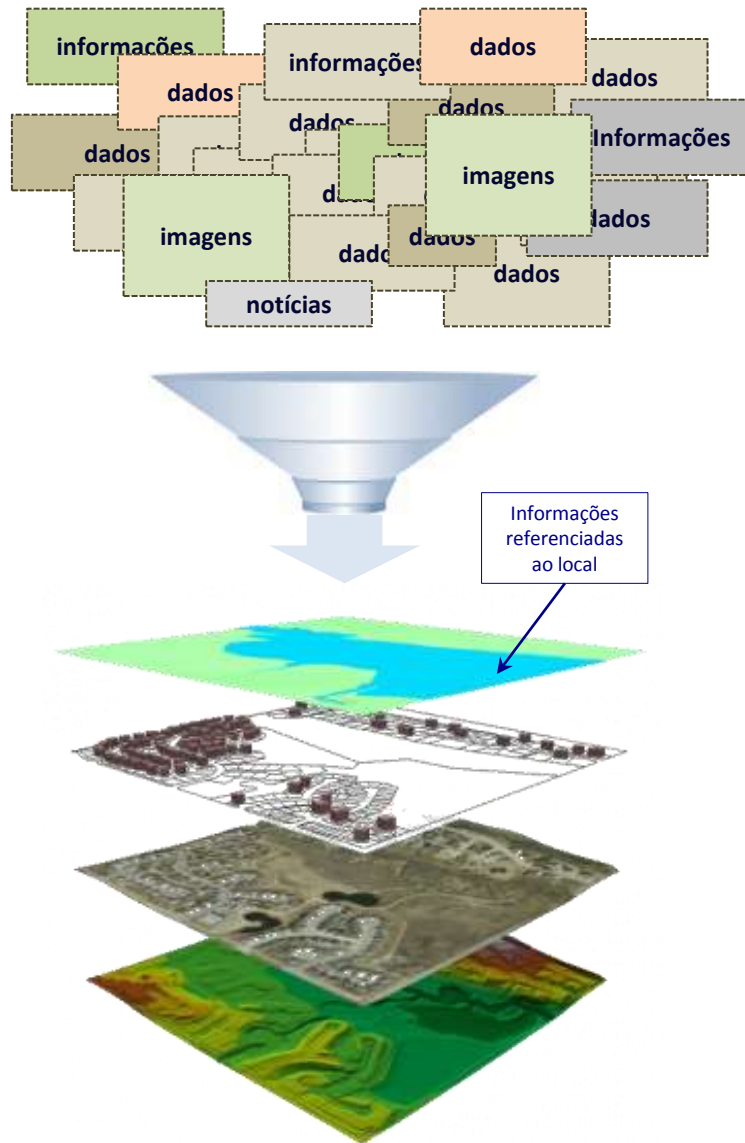 informações
dados
informações
dados
dados
dados
dados
Informações
dados
imagens
imagens
dados
dados
dados
notícias
Informações
referenciadas
ao local